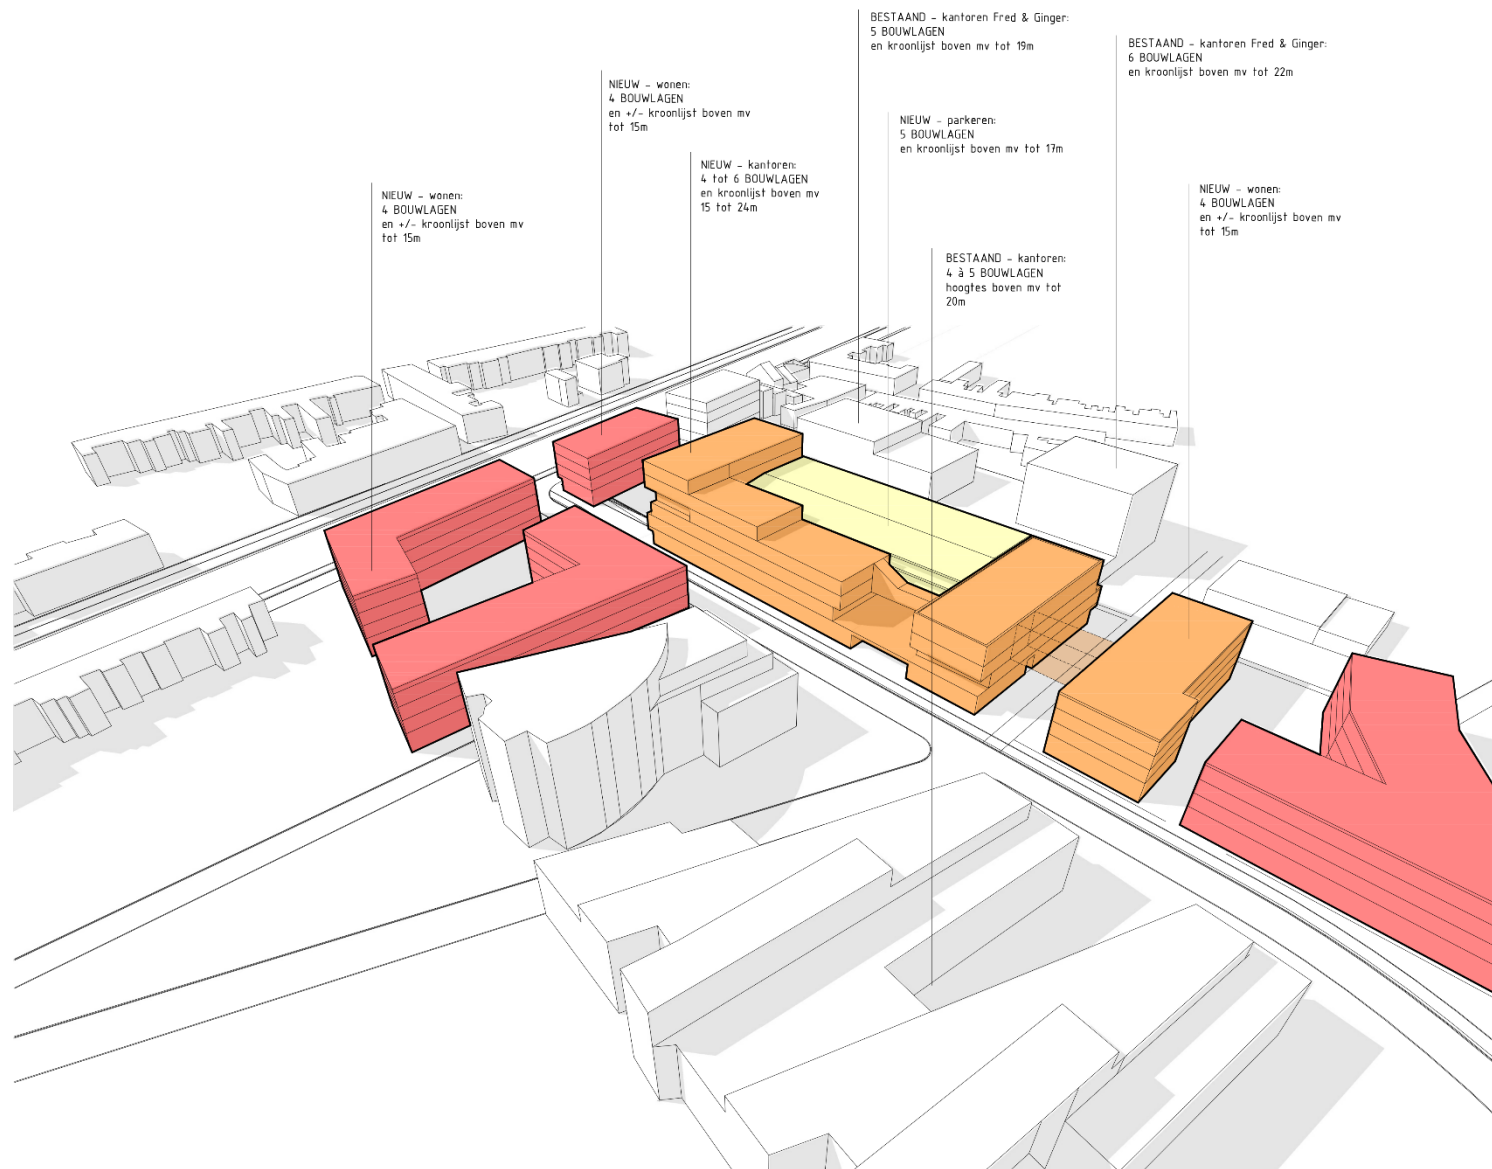 BESTAAND - kantoren Fred & Ginger:
5 BOUWLAGEN
en kroonlijst boven mv tot 19m
BESTAAND - kantoren Fred & Ginger:
6 BOUWLAGEN
en kroonlijst boven mv tot 22m
NIEUW - wonen:
4 BOUWLAGEN
en +/- kroonlijst boven mv
tot 15m
NIEUW - parkeren:
5 BOUWLAGEN
en kroonlijst boven mv tot 17m
NIEUW - kantoren:
4 tot 6 BOUWLAGEN
en kroonlijst boven mv
15 tot 24m
NIEUW - wonen:
4 BOUWLAGEN
en +/- kroonlijst boven mv
tot 15m
NIEUW - wonen:
4 BOUWLAGEN
en +/- kroonlijst boven mv
tot 15m
BESTAAND - kantoren:
4 à 5 BOUWLAGEN
hoogtes boven mv tot
20m